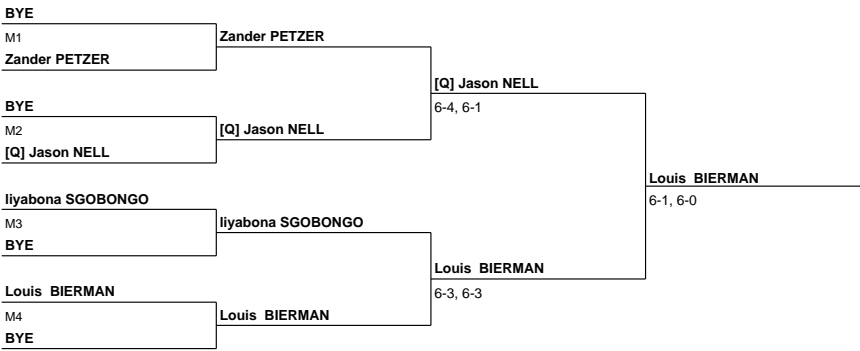 BYE
M1
Zander PETZER
Zander PETZER
[Q] Jason NELL
6-4, 6-1
BYE
M2
[Q] Jason NELL
[Q] Jason NELL
Louis BIERMAN
6-1, 6-0
Iiyabona SGOBONGO
M3
BYE
Iiyabona SGOBONGO
Louis BIERMAN
6-3, 6-3
Louis BIERMAN
M4
BYE
Louis BIERMAN